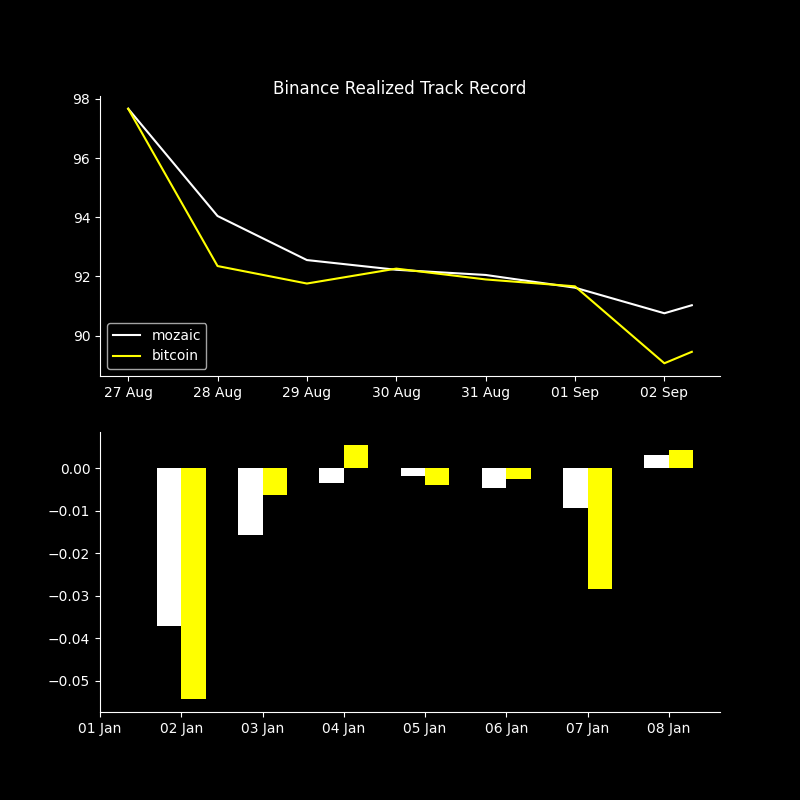 Binance Realized Track Record
98
96
94
92
90
mozaic
bitcoin
27 Aug 28 Aug 29 Aug 30 Aug 31 Aug 01 Sep 02 Sep
0.00
−0.01
−0.02
−0.03
−0.04
−0.05
01 Jan 02 Jan 03 Jan 04 Jan 05 Jan 06 Jan 07 Jan 08 Jan